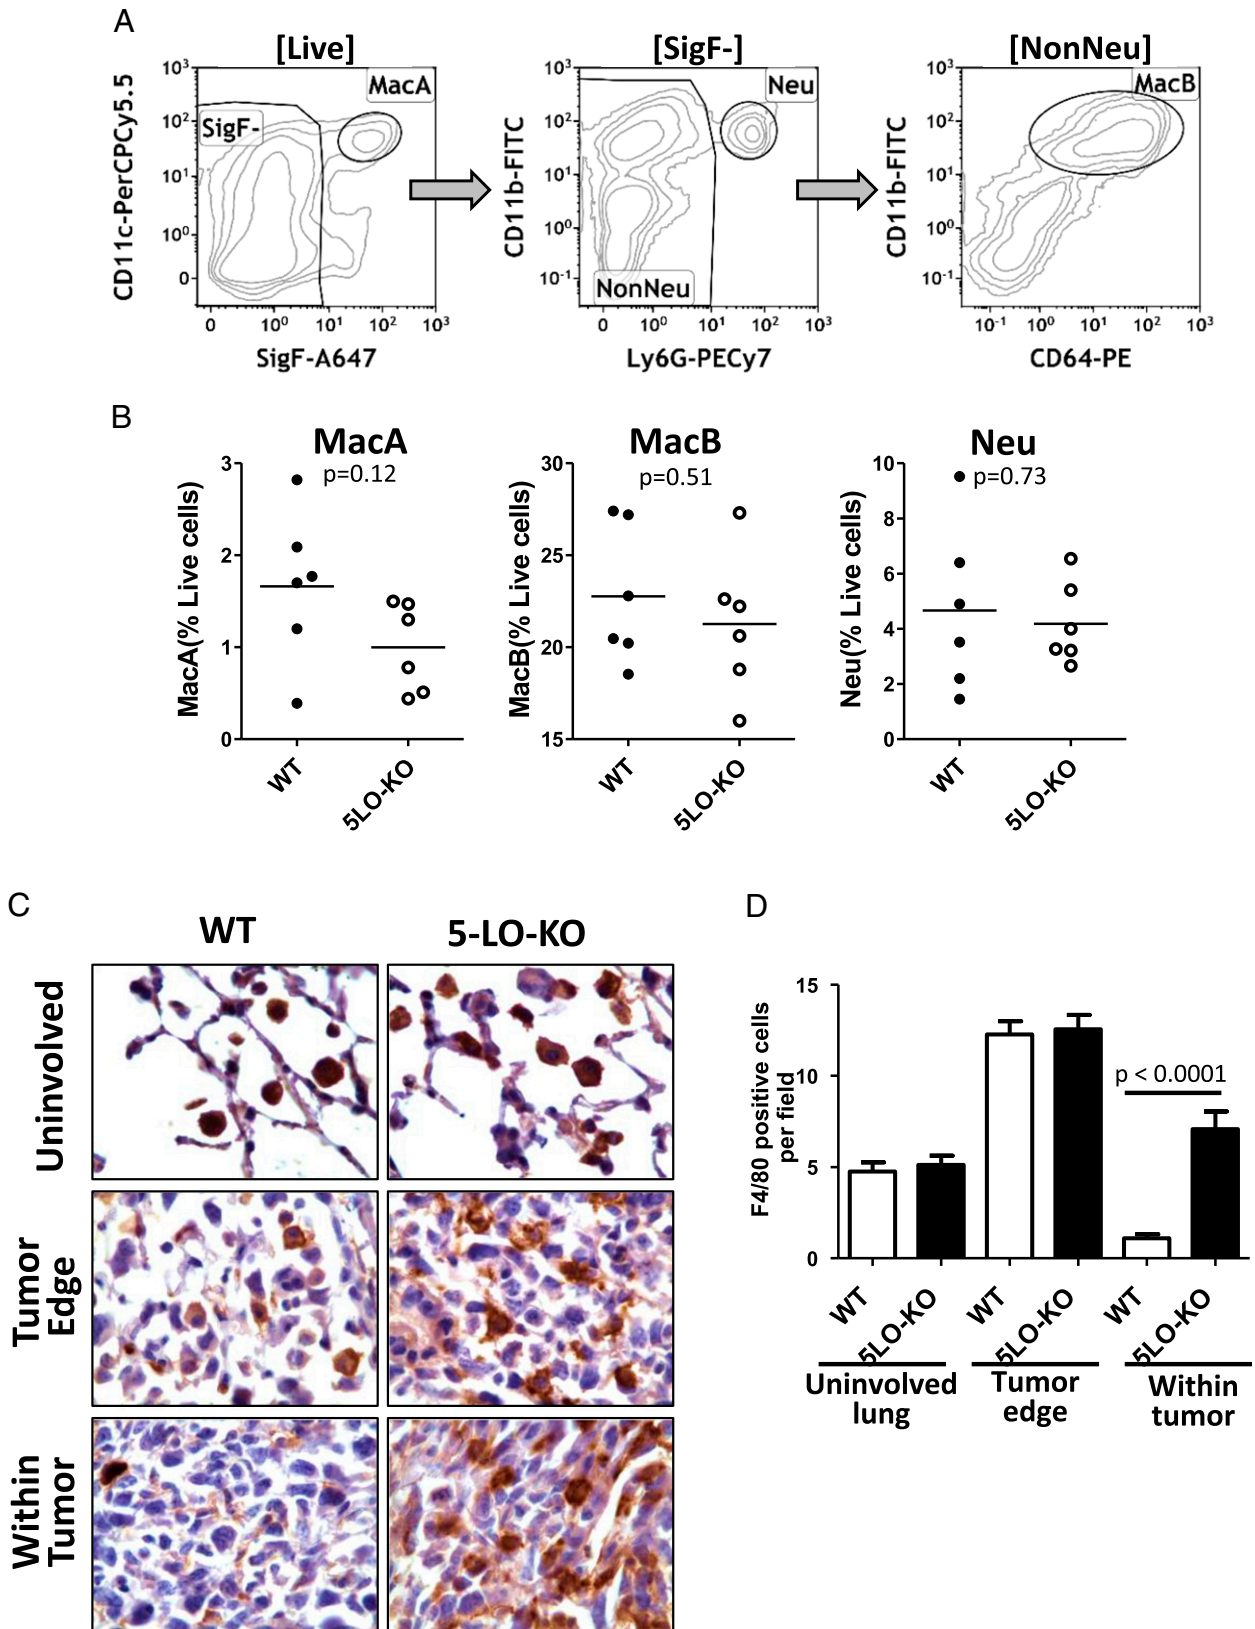 A
[Live]
[SigF-]
[NonNeu]
CD11c-PerCPCy5.5
10³
10²
10¹
10⁰
0
MacA
SigF-
0
10⁰
10¹
10²
10³
SigF-A647
CD11b-FITC
10³
10²
10¹
10⁰
10⁻¹
Neu
NonNeu
0
10⁰
10¹
10²
10³
Ly6G-PECy7
CD11b-FITC
10³
10²
10¹
10⁰
10⁻¹
MacB
10⁻¹
10⁰
10¹
10²
10³
CD64-PE
B
MacA
p=0.12
MacA(% Live cells)
3
2
1
0
WT
5LO-KO
MacB
p=0.51
MacB(% Live cells)
30
25
20
15
WT
5LO-KO
Neu
p=0.73
Neu(% Live cells)
10
8
6
4
2
0
WT
5LO-KO
C
WT
5-LO-KO
Uninvolved
Tumor
Edge
Within
Tumor
D
F4/80 positive cells
per field
15
10
5
0
p < 0.0001
WT
5LO-KO
WT
5LO-KO
WT
5LO-KO
Uninvolved
lung
Tumor
edge
Within
tumor